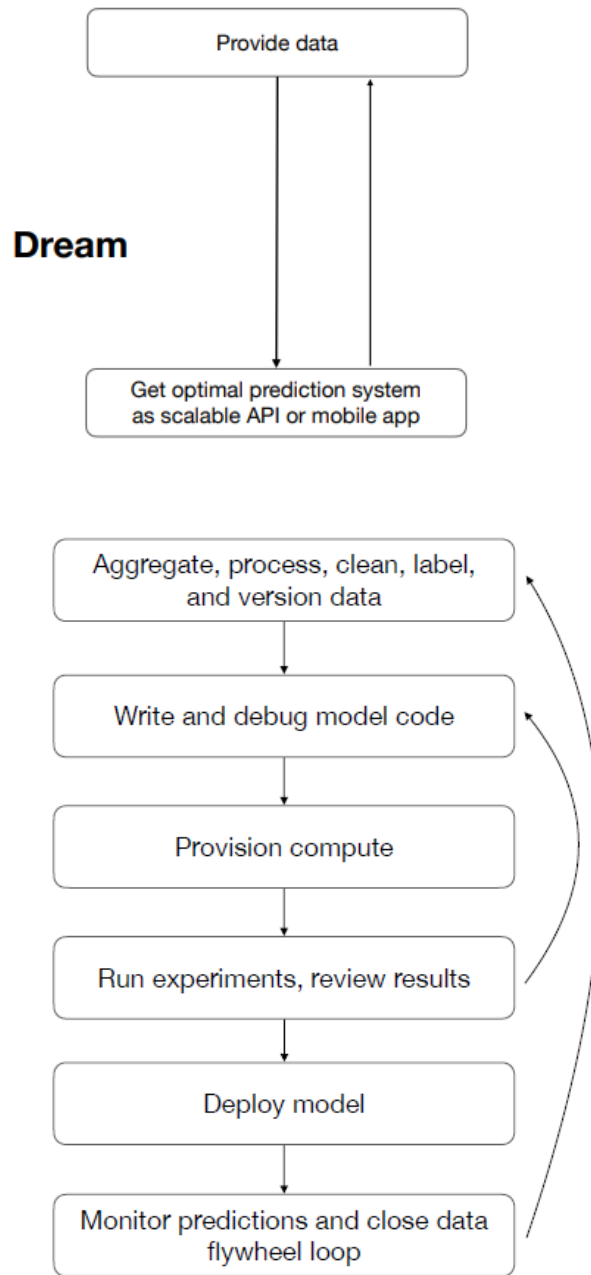 Provide data
Dream
Get optimal prediction system
as scalable API or mobile app
Aggregate, process, clean, label,
and version data
Write and debug model code
Provision compute
Run experiments, review results
Deploy model
Monitor predictions and close data
flywheel loop